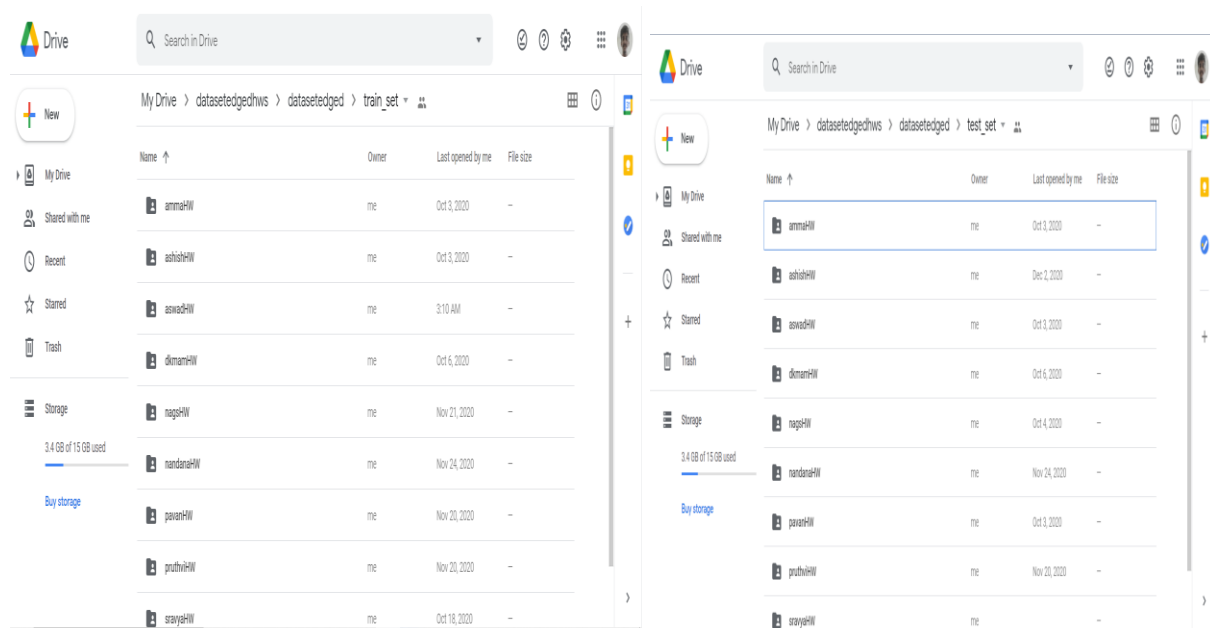 Drive
Search in Drive
New
My Drive > datasetedgedhws > datasetedged > train_set
Name ↑ Owner Last opened by me File size
My Drive
Shared with me
Recent
Starred
Trash
Storage
3.4 GB of 15 GB used
Buy storage
ammaHW me Oct 3, 2020 –
ashishHW me Oct 3, 2020 –
aswadHW me 3:10 AM –
dkmamHW me Oct 6, 2020 –
nagsHW me Nov 21, 2020 –
nandanaHW me Nov 24, 2020 –
pavanHW me Nov 20, 2020 –
pruthviHW me Nov 20, 2020 –
sravyaHW me Oct 18, 2020 –
Drive
Search in Drive
New
My Drive > datasetedgedhws > datasetedged > test_set
Name ↑ Owner Last opened by me File size
My Drive
Shared with me
Recent
Starred
Trash
Storage
3.4 GB of 15 GB used
Buy storage
ammaHW me Oct 3, 2020 –
ashishHW me Dec 2, 2020 –
aswadHW me Oct 3, 2020 –
dkmamHW me Oct 6, 2020 –
nagsHW me Oct 4, 2020 –
nandanaHW me Nov 24, 2020 –
pavanHW me Oct 3, 2020 –
pruthviHW me Nov 20, 2020 –
sravyaHW me –